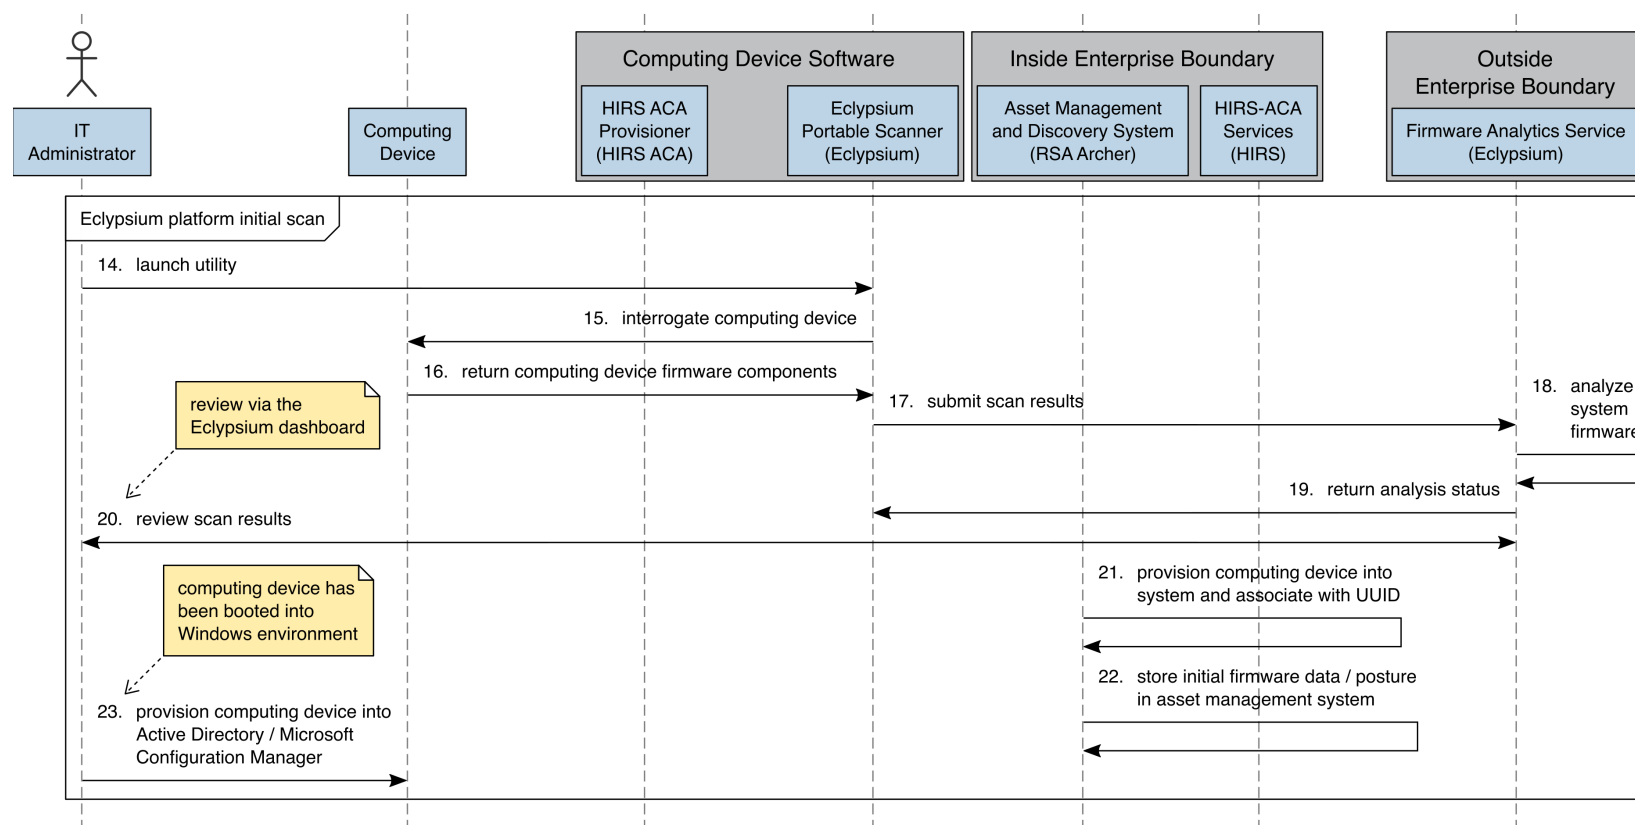 Computing Device Software
Inside Enterprise Boundary
Outside
Enterprise Boundary
IT
Administrator
Computing
Device
HIRS ACA
Provisioner
(HIRS ACA)
Eclypsium
Portable Scanner
(Eclypsium)
Asset Management
and Discovery System
(RSA Archer)
HIRS-ACA
Services
(HIRS)
Firmware Analytics Service
(Eclypsium)
Eclypsium platform initial scan
14. launch utility
15. interrogate computing device
16. return computing device firmware components
review via the
Eclypsium dashboard
17. submit scan results
18. analyze
system
firmware
19. return analysis status
20. review scan results
computing device has
been booted into
Windows environment
21. provision computing device into
system and associate with UUID
22. store initial firmware data / posture
in asset management system
23. provision computing device into
Active Directory / Microsoft
Configuration Manager